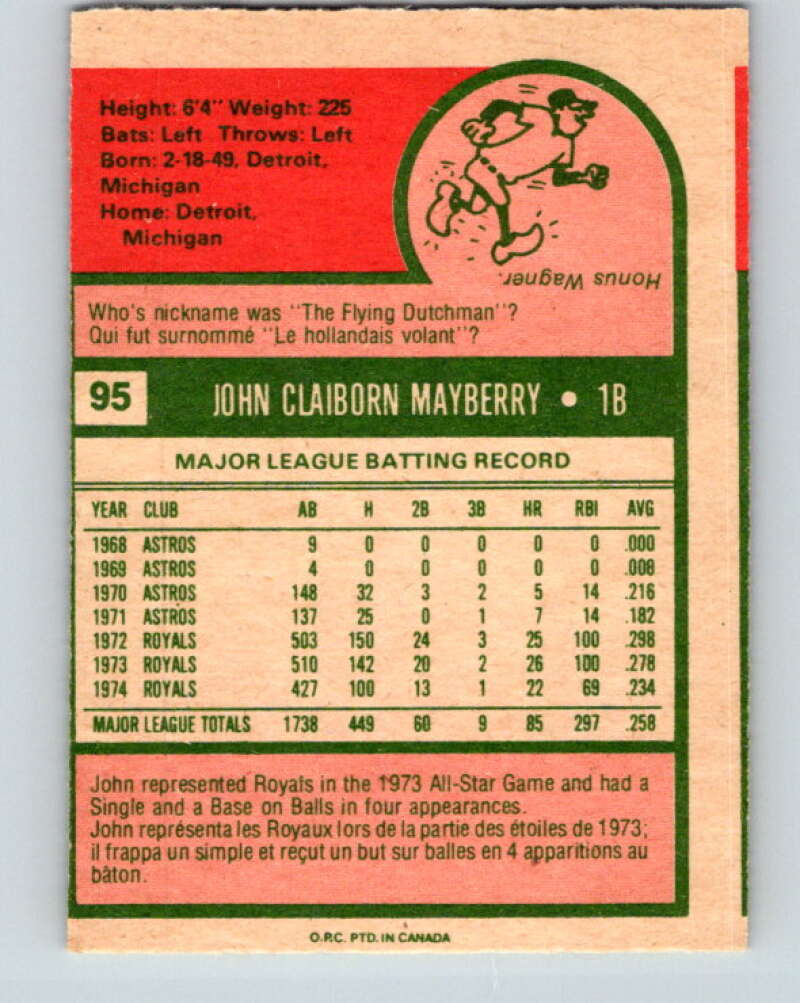 Height: 6'4" Weight: 225
Bats: Left Throws: Left
Born: 2-18-49, Detroit,
Michigan
Home: Detroit,
Michigan
Honus Wagner.
Who's nickname was "The Flying Dutchman"?
Qui fut surnommé "Le hollandais volant"?
95 JOHN CLAIBORN MAYBERRY • 1B
MAJOR LEAGUE BATTING RECORD
YEAR CLUB AB H 2B 3B HR RBI AVG
1968 ASTROS 9 0 0 0 0 0 .000
1969 ASTROS 4 0 0 0 0 0 .000
1970 ASTROS 148 32 3 2 5 14 .216
1971 ASTROS 137 25 0 1 7 14 .182
1972 ROYALS 503 150 24 3 25 100 .298
1973 ROYALS 510 142 20 2 26 100 .278
1974 ROYALS 427 100 13 1 22 69 .234
MAJOR LEAGUE TOTALS 1738 449 60 9 85 297 .258
John represented Royals in the 1973 All-Star Game and had a
Single and a Base on Balls in four appearances.
John représenta les Royaux lors de la partie des étoiles de 1973;
il frappa un simple et reçut un but sur balles en 4 apparitions au
bâton.
O.P.C. PTD. IN CANADA